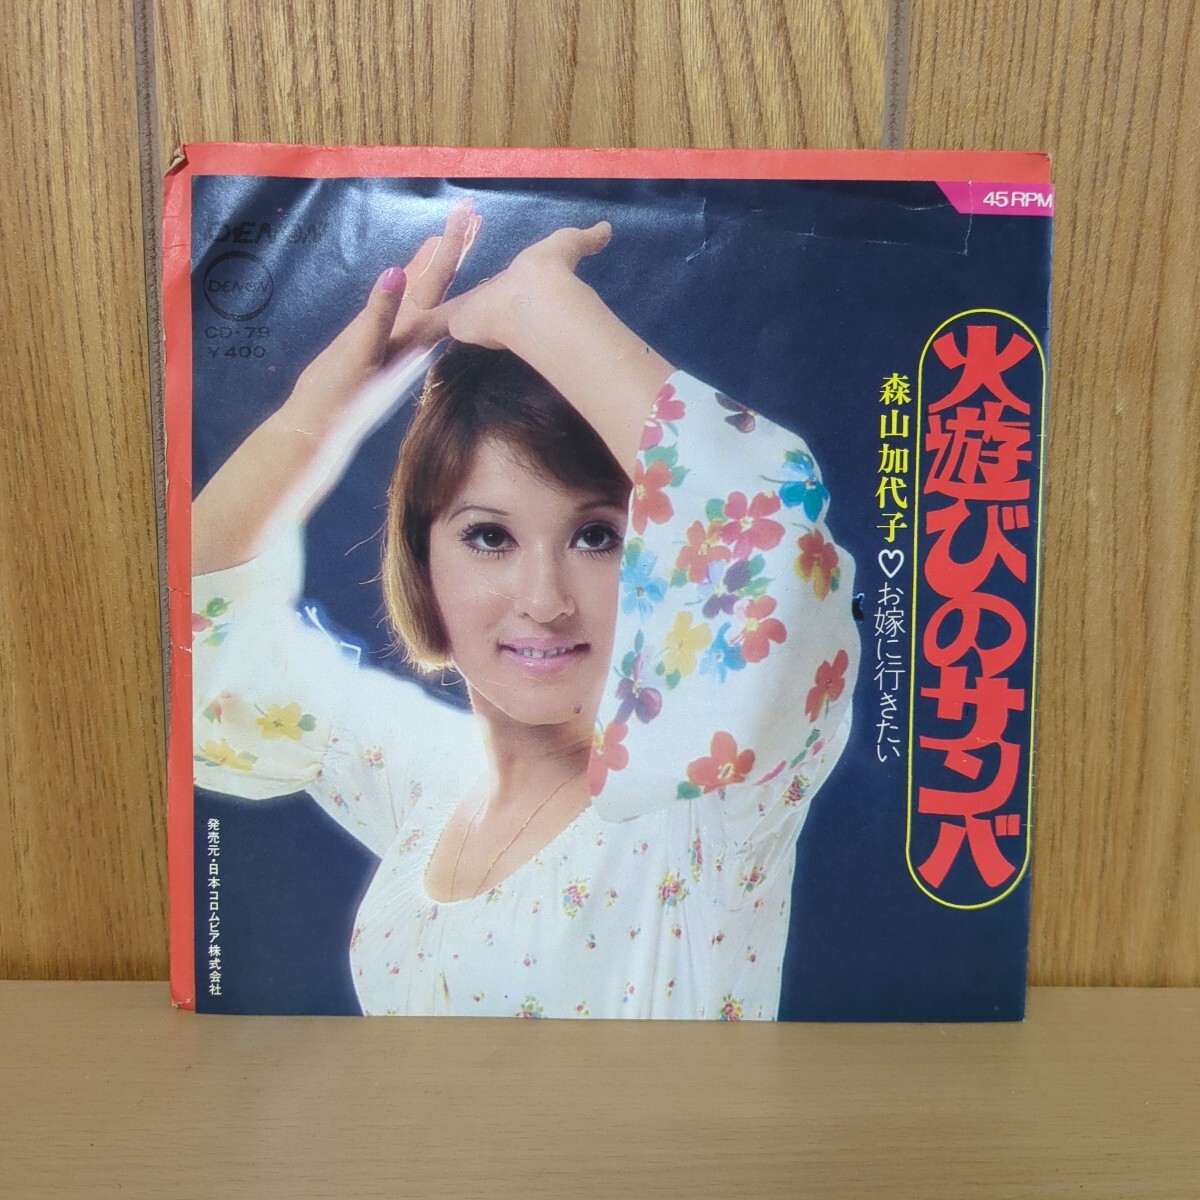 DENON
DENON
CD-79
¥400
45RPM
火遊びのサンバ
森山加代子
♡お嫁に行きたい
発売元・日本コロムビア株式会社